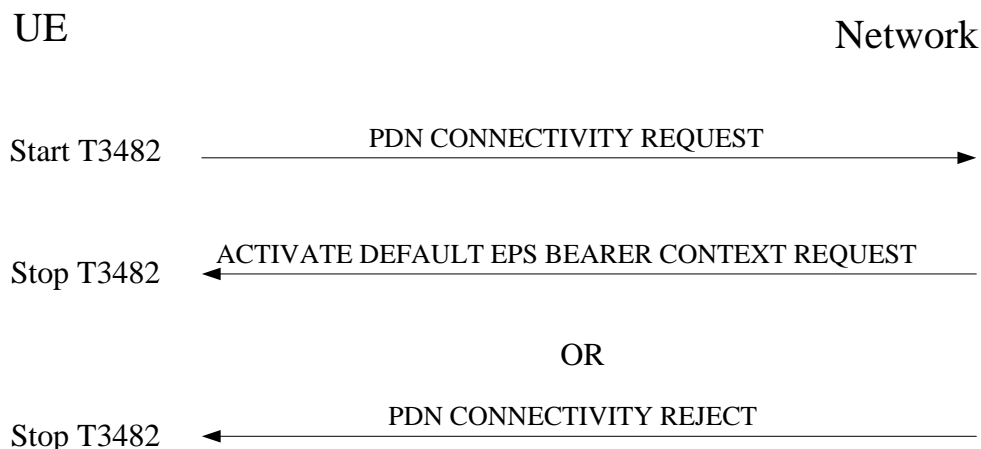 UE
Network
Start T3482
PDN CONNECTIVITY REQUEST
Stop T3482
ACTIVATE DEFAULT EPS BEARER CONTEXT REQUEST
OR
Stop T3482
PDN CONNECTIVITY REJECT